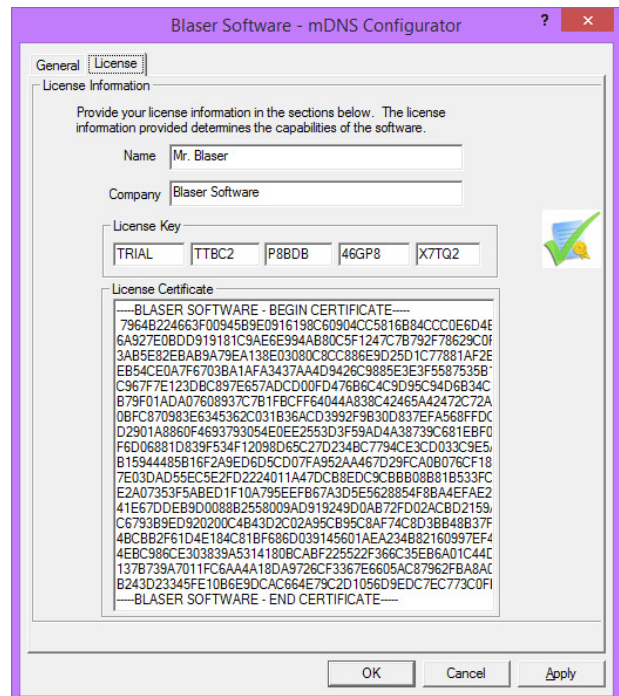 Blaser Software - mDNS Configurator
?
General
License
License Information
Provide your license information in the sections below. The license
information provided determines the capabilities of the software.
Name
Mr. Blaser
Company
Blaser Software
License Key
TRIAL
TTBC2
P8BDB
46GP8
X7TQ2
License Certificate
-----BLASER SOFTWARE - BEGIN CERTIFICATE-----
7964B224663F00945B9E0916198C60904CC5816B84CCC0E6D4E
6A927E0BDD919181C9AE6E994AB80C5F1247C7B792F78629C0F
3AB5E82EBAB9A79EA138E03080C8CC886E9D25D1C77881AF2E
EB54CE0A7F6703BA1AFA3437AA4D9426C9885E3E3F5587535B
C967F7E123DBC897E657ADCD00FD476B6C4C9D95C94D6B34C
B79F01ADA07608937C7B1FBCFF64044A838C42465A42472C72A
0BFC870983E6345362C031B36ACD3992F9B30D837EFA568FFDC
D2901A8860F4693793054E0EE2553D3F59AD4A38739C681EBF0
F6D06881D839F534F12098D65C27D234BC7794CE3CD033C9E5
B15944485B16F2A9ED6D5CD07FA952AA467D29FCA0B076CF18
7E03DAD55EC5E2FD2224011A47DCB8EDC9CBBB08B81B533FC
E2A07353F5ABED1F10A795EEFB67A3D5E5628854F8BA4EFAE2
41E67DDEB9D0088B2558009AD919249D0AB72FD02ACBD2159
C6793B9ED920200C4B43D2C02A95CB95C8AF74C8D3BB48B37F
4BCBB2F61D4E184C81BF686D039145601AEA234B82160997EF4
4EBC986CE303839A5314180BCABF225522F366C35EB6A01C44D
137B739A7011FC6AA4A18DA9726CF3367E6605AC87962FBA8A0
B243D23345FE10B6E9DCAC664E79C2D1056D9EDC7EC773C0F
-----BLASER SOFTWARE - END CERTIFICATE-----
OK
Cancel
Apply